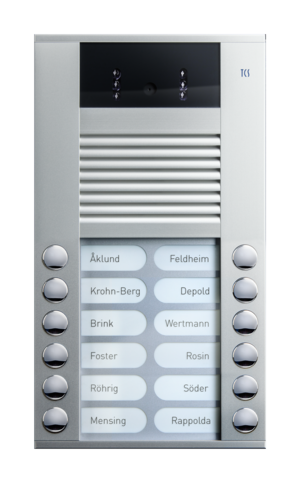 TCS
Åklund Feldheim
Krohn-Berg Depold
Brink Wertmann
Foster Rosin
Röhrig Söder
Mensing Rappolda